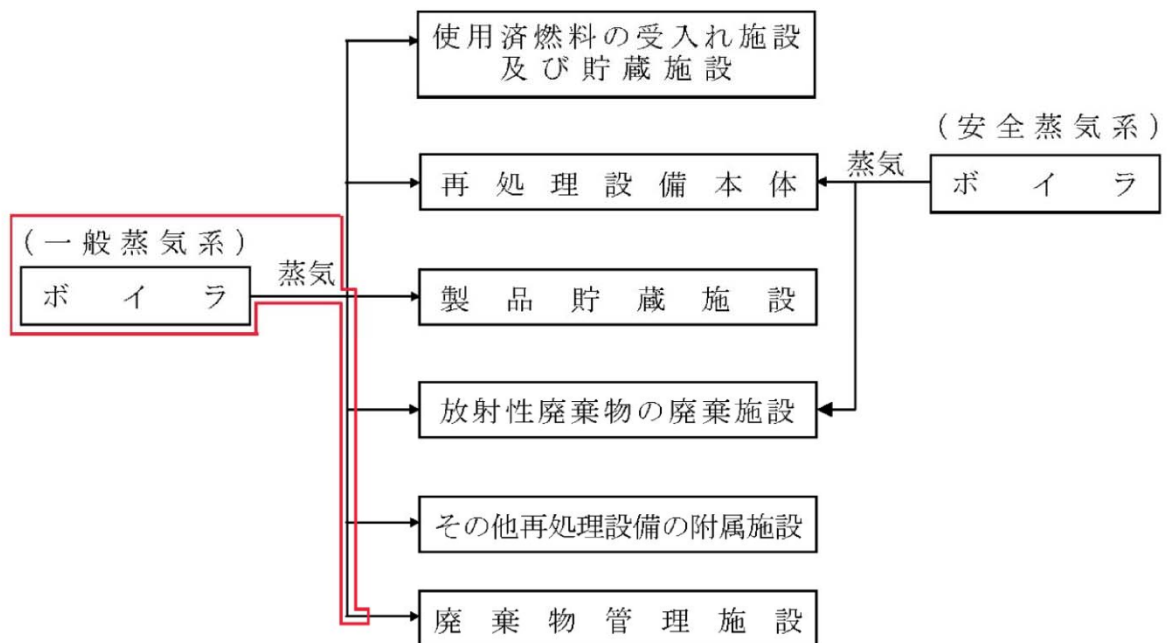 使用済燃料の受入れ施設
及び貯蔵施設
(安全蒸気系)
蒸気
ボイラ
再処理設備本体
(一般蒸気系)
蒸気
ボイラ
製品貯蔵施設
放射性廃棄物の廃棄施設
その他再処理設備の附属施設
廃棄物管理施設